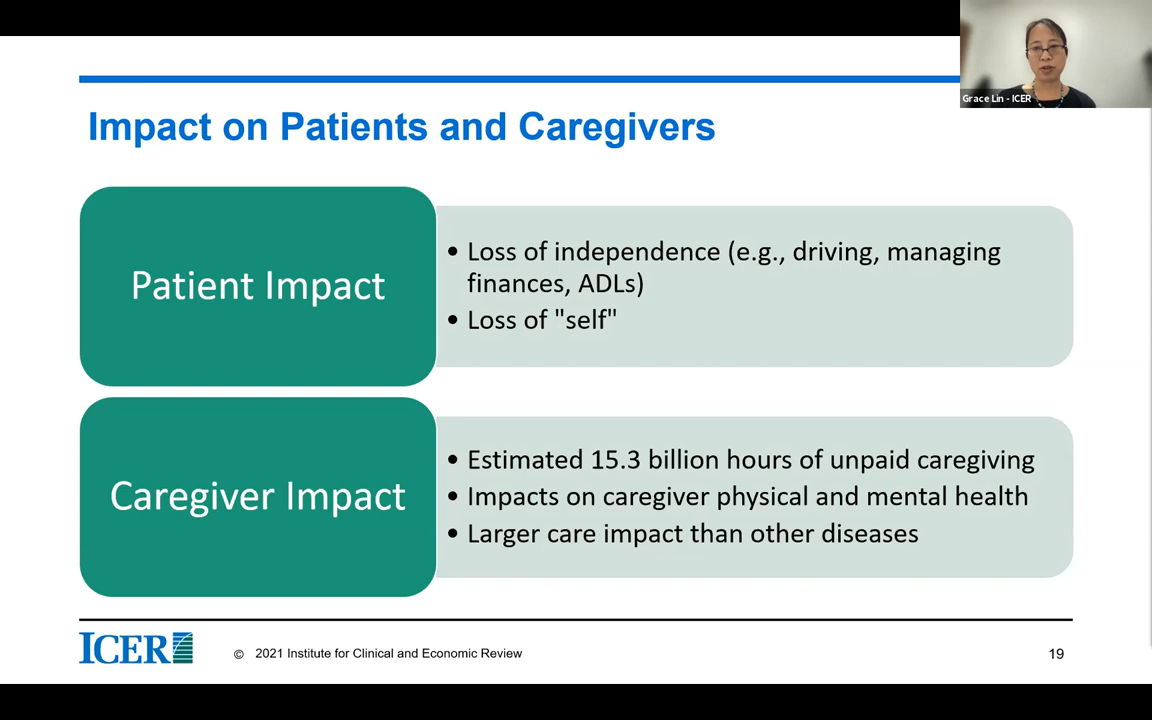 Grace Lin - ICER
Impact on Patients and Caregivers
Patient Impact
• Loss of independence (e.g., driving, managing
finances, ADLs)
• Loss of "self"
Caregiver Impact
• Estimated 15.3 billion hours of unpaid caregiving
• Impacts on caregiver physical and mental health
• Larger care impact than other diseases
ICER
© 2021 Institute for Clinical and Economic Review
19